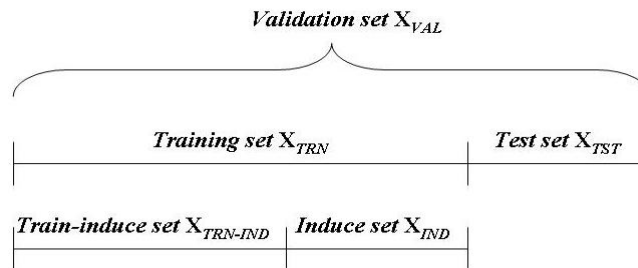 Validation set X_VAL
Training set X_TRN Test set X_TST
Train-induce set X_TRN-IND Induce set X_IND